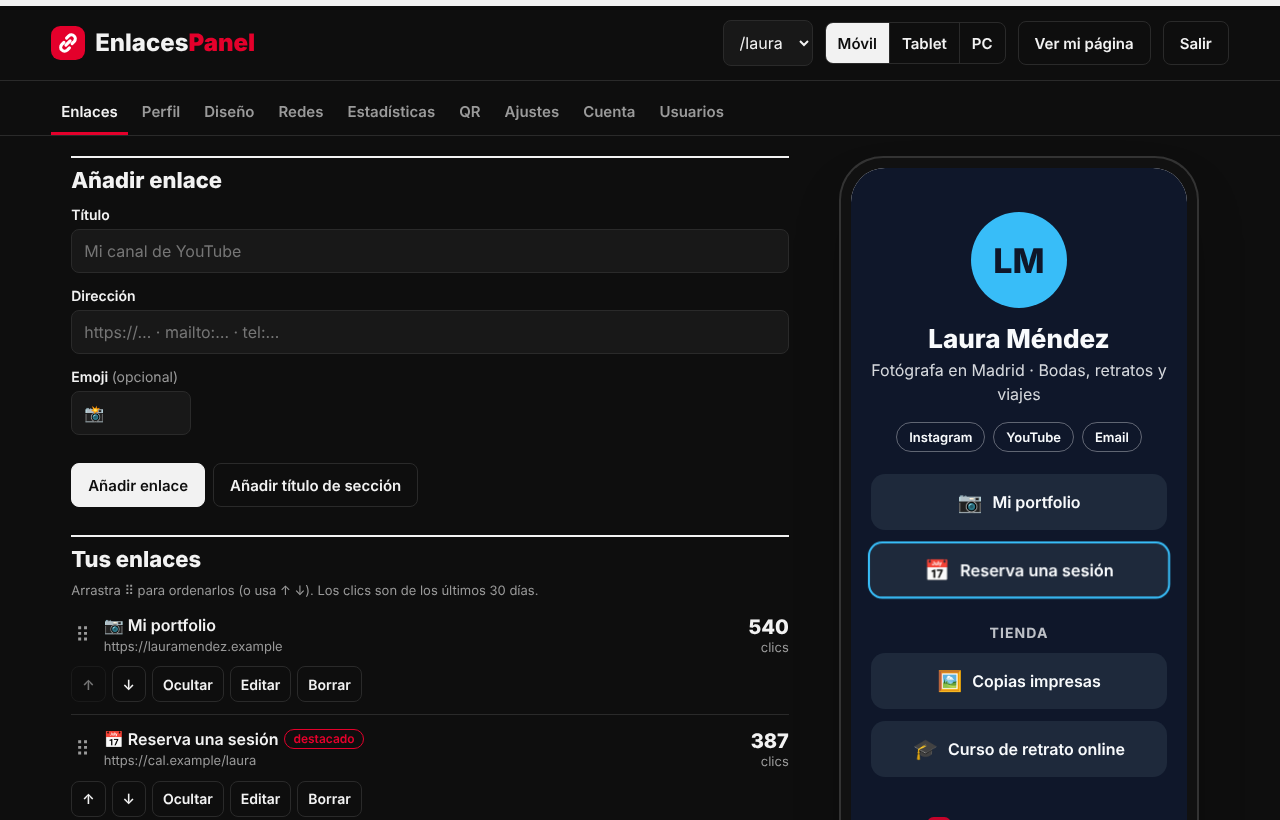 EnlacesPanel
/laura
Móvil Tablet PC
Ver mi página
Salir
Enlaces Perfil Diseño Redes Estadísticas QR Ajustes Cuenta Usuarios
Añadir enlace
Título
Mi canal de YouTube
Dirección
https://... · mailto:... · tel:...
Emoji (opcional)
📸
Añadir enlace Añadir título de sección
Tus enlaces
Arrastra ⠿ para ordenarlos (o usa ↑ ↓). Los clics son de los últimos 30 días.
📷 Mi portfolio
https://lauramendez.example
540
clics
↑ ↓ Ocultar Editar Borrar
📅 Reserva una sesión destacado
https://cal.example/laura
387
clics
↑ ↓ Ocultar Editar Borrar
LM
Laura Méndez
Fotógrafa en Madrid · Bodas, retratos y
viajes
Instagram YouTube Email
📷 Mi portfolio
📅 Reserva una sesión
TIENDA
🖼️ Copias impresas
🎓 Curso de retrato online